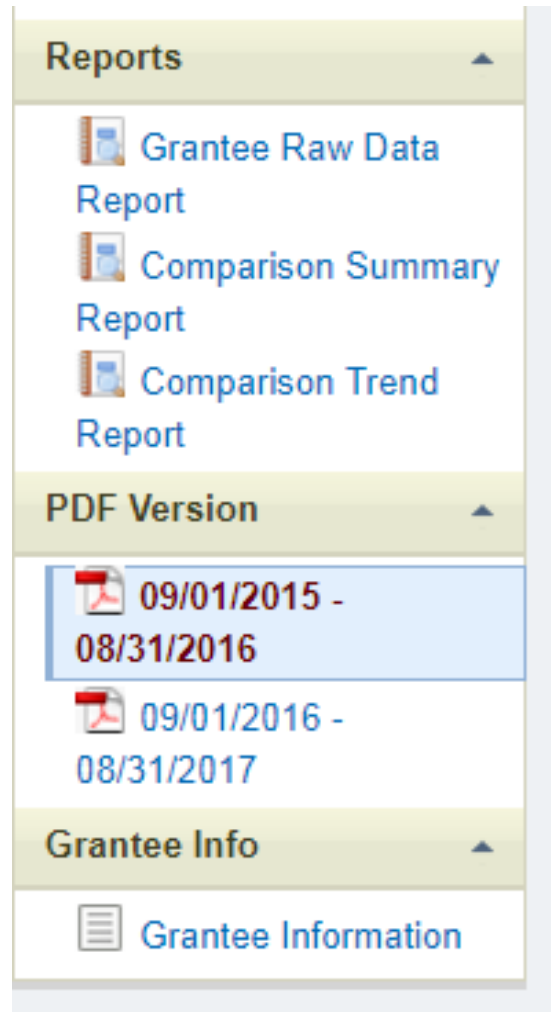 Reports
Grantee Raw Data
Report
Comparison Summary
Report
Comparison Trend
Report
PDF Version
09/01/2015 -
08/31/2016
09/01/2016 -
08/31/2017
Grantee Info
Grantee Information